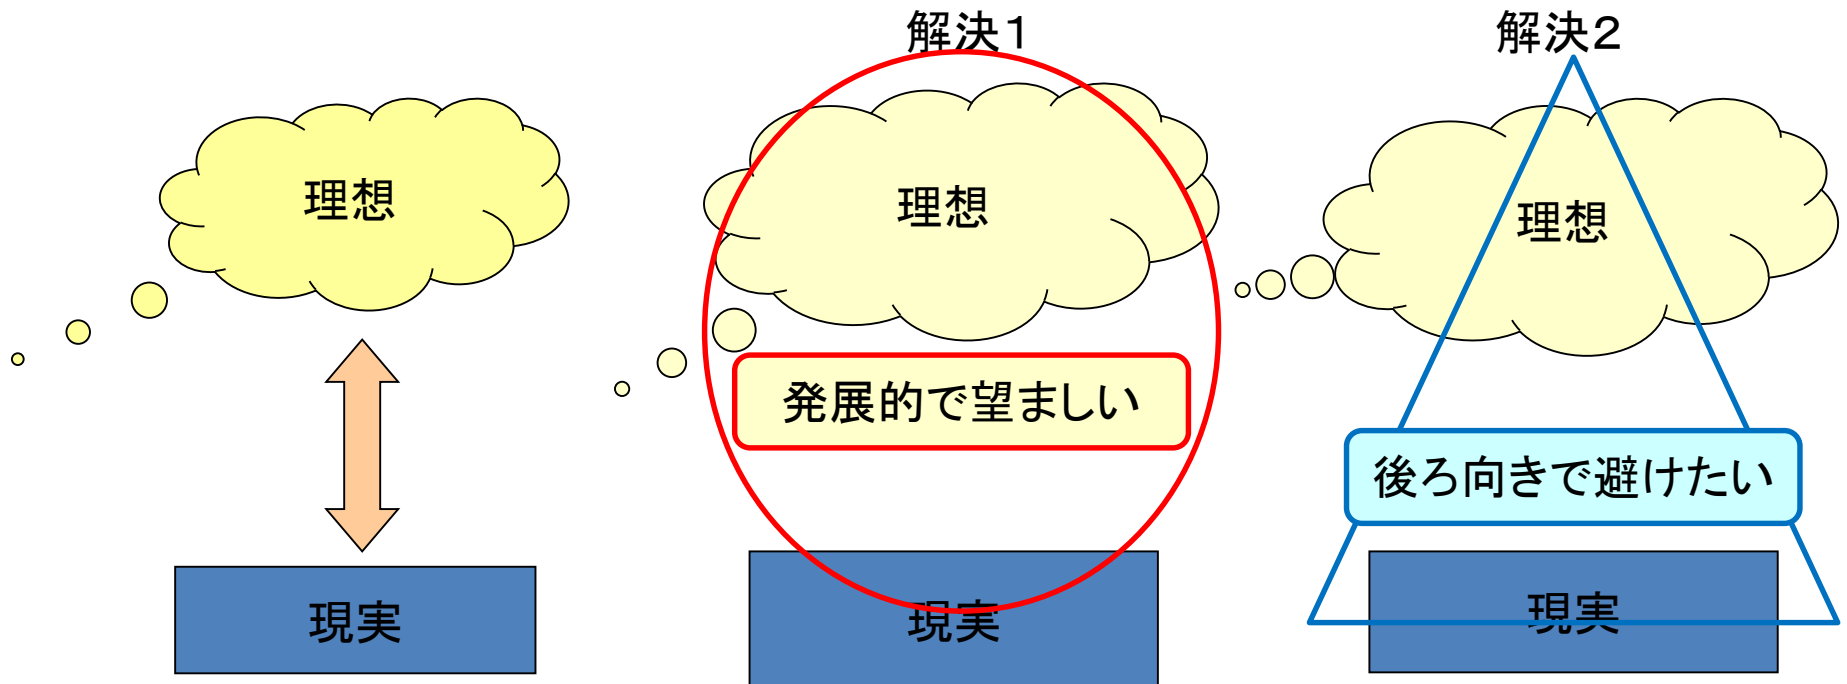 理想
現実
解決1
理想
発展的で望ましい
現実
解決2
理想
後ろ向きで避けたい
現実